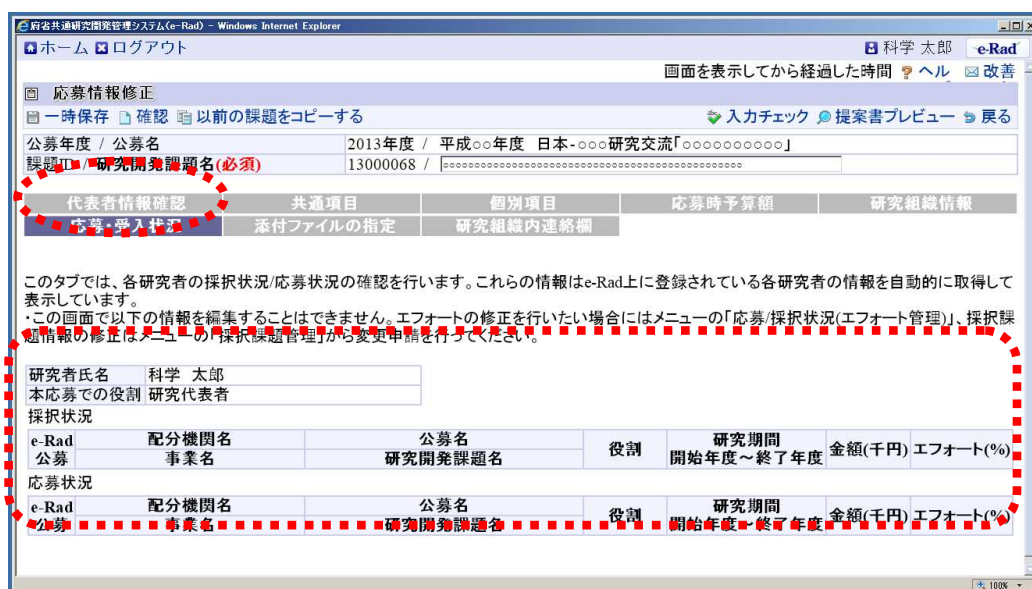 府省共通研究開発管理システム(e-Rad) - Windows Internet Explorer
ホーム ログアウト 科学 太郎 e-Rad
画面を表示してから経過した時間 ヘル 改善
応募情報修正
一時保存 確認 以前の課題をコピーする 入力チェック 提案書プレビュー 戻る
公募年度 / 公募名 2013年度 / 平成○○年度 日本-○○○研究交流「○○○○○○○○○○」
課題ID / 研究開発課題名(必須) 13000068 / ○○○○○○○○○○○○○○○○○○○○○○○○○○○○○○○○○○○○○○○○○○○○○○○
代表者情報確認 共通項目 個別項目 応募時予算額 研究組織情報
応募・受入状況 添付ファイルの指定 研究組織内連絡欄
このタブでは、各研究者の採択状況/応募状況の確認を行います。これらの情報はe-Rad上に登録されている各研究者の情報を自動的に取得して
表示しています。
・この画面で以下の情報を編集することはできません。エフォートの修正を行いたい場合にはメニューの「応募/採択状況(エフォート管理)」、採択課
題情報の修正はメニューの「採択課題管理」から変更申請を行ってください。
研究者氏名 科学 太郎
本応募での役割 研究代表者
採択状況
e-Rad 配分機関名 公募名 役割 研究期間 金額(千円) エフォート(%)
公募 事業名 研究開発課題名 開始年度～終了年度
応募状況
e-Rad 配分機関名 公募名 役割 研究期間 金額(千円) エフォート(%)
公募 事業名 研究開発課題名 開始年度～終了年度
100%